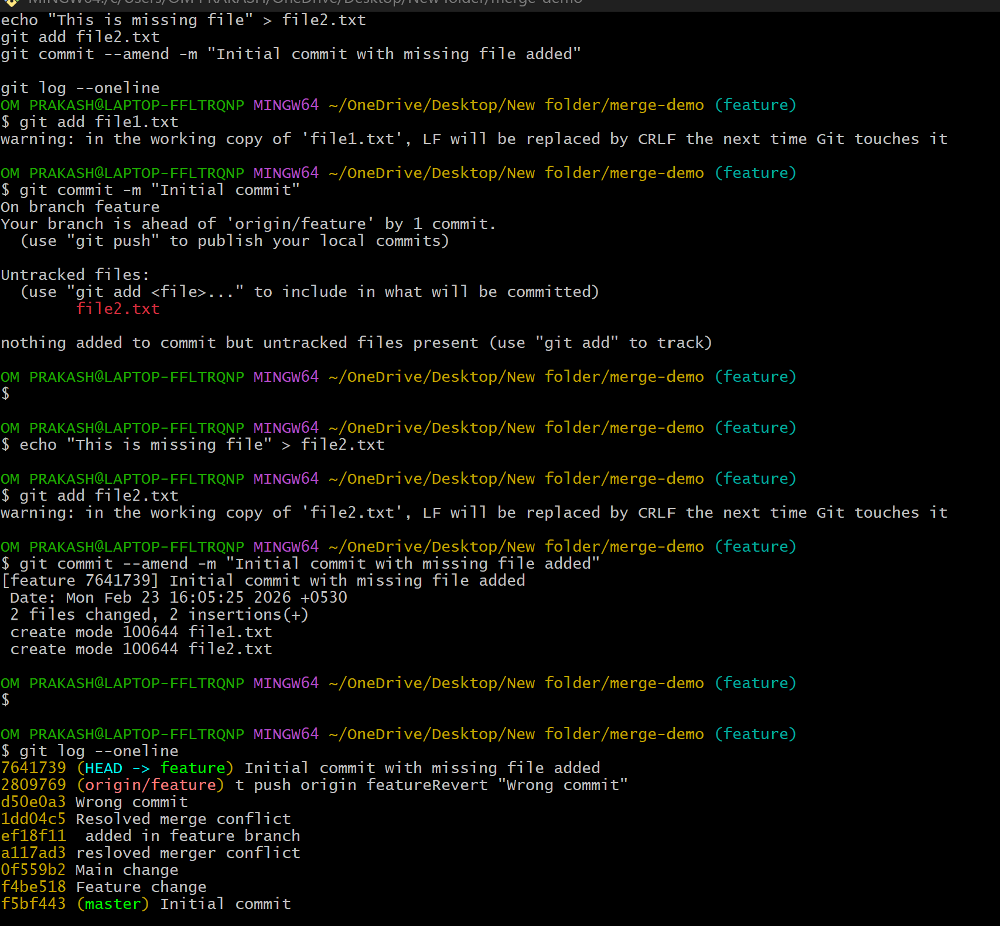 MINGW64:/c/Users/OM PRAKASH/OneDrive/Desktop/New folder/merge-demo
echo "This is missing file" > file2.txt
git add file2.txt
git commit --amend -m "Initial commit with missing file added"
git log --oneline
OM PRAKASH@LAPTOP-FFLTRQNP MINGW64 ~/OneDrive/Desktop/New folder/merge-demo (feature)
$ git add file1.txt
warning: in the working copy of 'file1.txt', LF will be replaced by CRLF the next time Git touches it
OM PRAKASH@LAPTOP-FFLTRQNP MINGW64 ~/OneDrive/Desktop/New folder/merge-demo (feature)
$ git commit -m "Initial commit"
On branch feature
Your branch is ahead of 'origin/feature' by 1 commit.
  (use "git push" to publish your local commits)
Untracked files:
  (use "git add <file>..." to include in what will be committed)
        file2.txt
nothing added to commit but untracked files present (use "git add" to track)
OM PRAKASH@LAPTOP-FFLTRQNP MINGW64 ~/OneDrive/Desktop/New folder/merge-demo (feature)
$
OM PRAKASH@LAPTOP-FFLTRQNP MINGW64 ~/OneDrive/Desktop/New folder/merge-demo (feature)
$ echo "This is missing file" > file2.txt
OM PRAKASH@LAPTOP-FFLTRQNP MINGW64 ~/OneDrive/Desktop/New folder/merge-demo (feature)
$ git add file2.txt
warning: in the working copy of 'file2.txt', LF will be replaced by CRLF the next time Git touches it
OM PRAKASH@LAPTOP-FFLTRQNP MINGW64 ~/OneDrive/Desktop/New folder/merge-demo (feature)
$ git commit --amend -m "Initial commit with missing file added"
[feature 7641739] Initial commit with missing file added
 Date: Mon Feb 23 16:05:25 2026 +0530
 2 files changed, 2 insertions(+)
 create mode 100644 file1.txt
 create mode 100644 file2.txt
OM PRAKASH@LAPTOP-FFLTRQNP MINGW64 ~/OneDrive/Desktop/New folder/merge-demo (feature)
$
OM PRAKASH@LAPTOP-FFLTRQNP MINGW64 ~/OneDrive/Desktop/New folder/merge-demo (feature)
$ git log --oneline
7641739 (HEAD -> feature) Initial commit with missing file added
2809769 (origin/feature) t push origin featureRevert "Wrong commit"
d50e0a3 Wrong commit
1dd04c5 Resolved merge conflict
ef18f11  added in feature branch
a117ad3 resloved merger conflict
0f559b2 Main change
f4be518 Feature change
f5bf443 (master) Initial commit